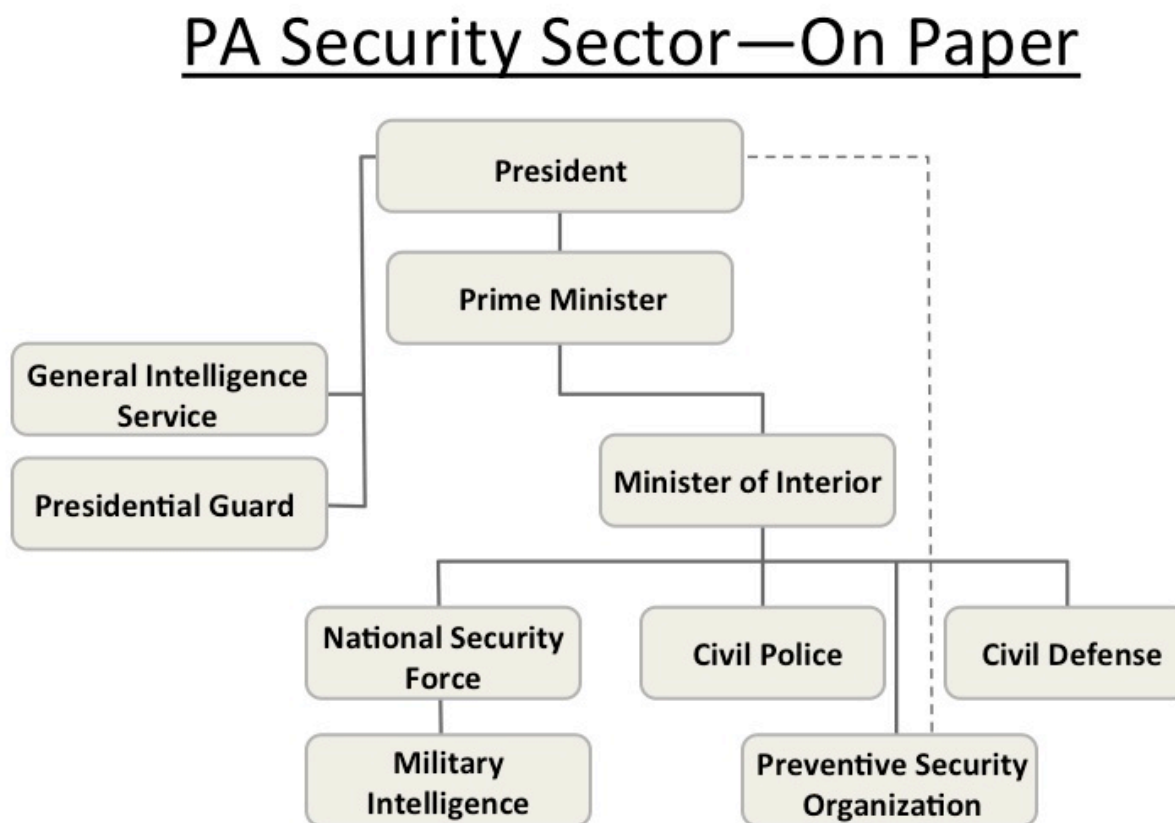 PA Security Sector—On Paper
President
Prime Minister
General Intelligence
Service
Presidential Guard
Minister of Interior
National Security
Force
Civil Police
Civil Defense
Military
Intelligence
Preventive Security
Organization